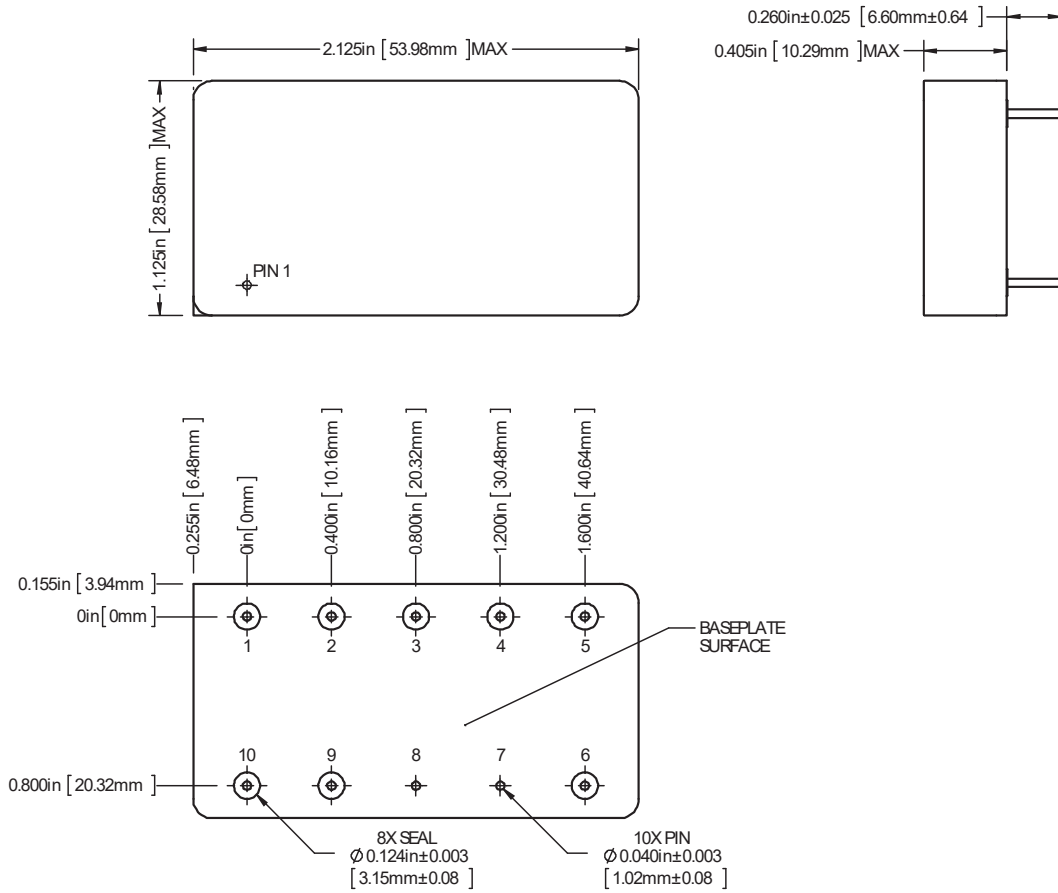 0.260in±0.025 [ 6.60mm±0.64 ]
2.125in [ 53.98mm ]MAX
0.405in [ 10.29mm ]MAX
1.125in [ 28.58mm ]MAX
PIN 1
0.255in [ 6.48mm ]
0in[ 0mm ]
0.400in [ 10.16mm ]
0.800in [ 20.32mm ]
1.200in [ 30.48mm ]
1.600in [ 40.64mm ]
0.155in [ 3.94mm ]
0in[ 0mm ]
1 2 3 4 5
BASEPLATE
SURFACE
10 9 8 7 6
0.800in [ 20.32mm ]
8X SEAL
Ø 0.124in±0.003
[ 3.15mm±0.08 ]
10X PIN
Ø 0.040in±0.003
[ 1.02mm±0.08 ]